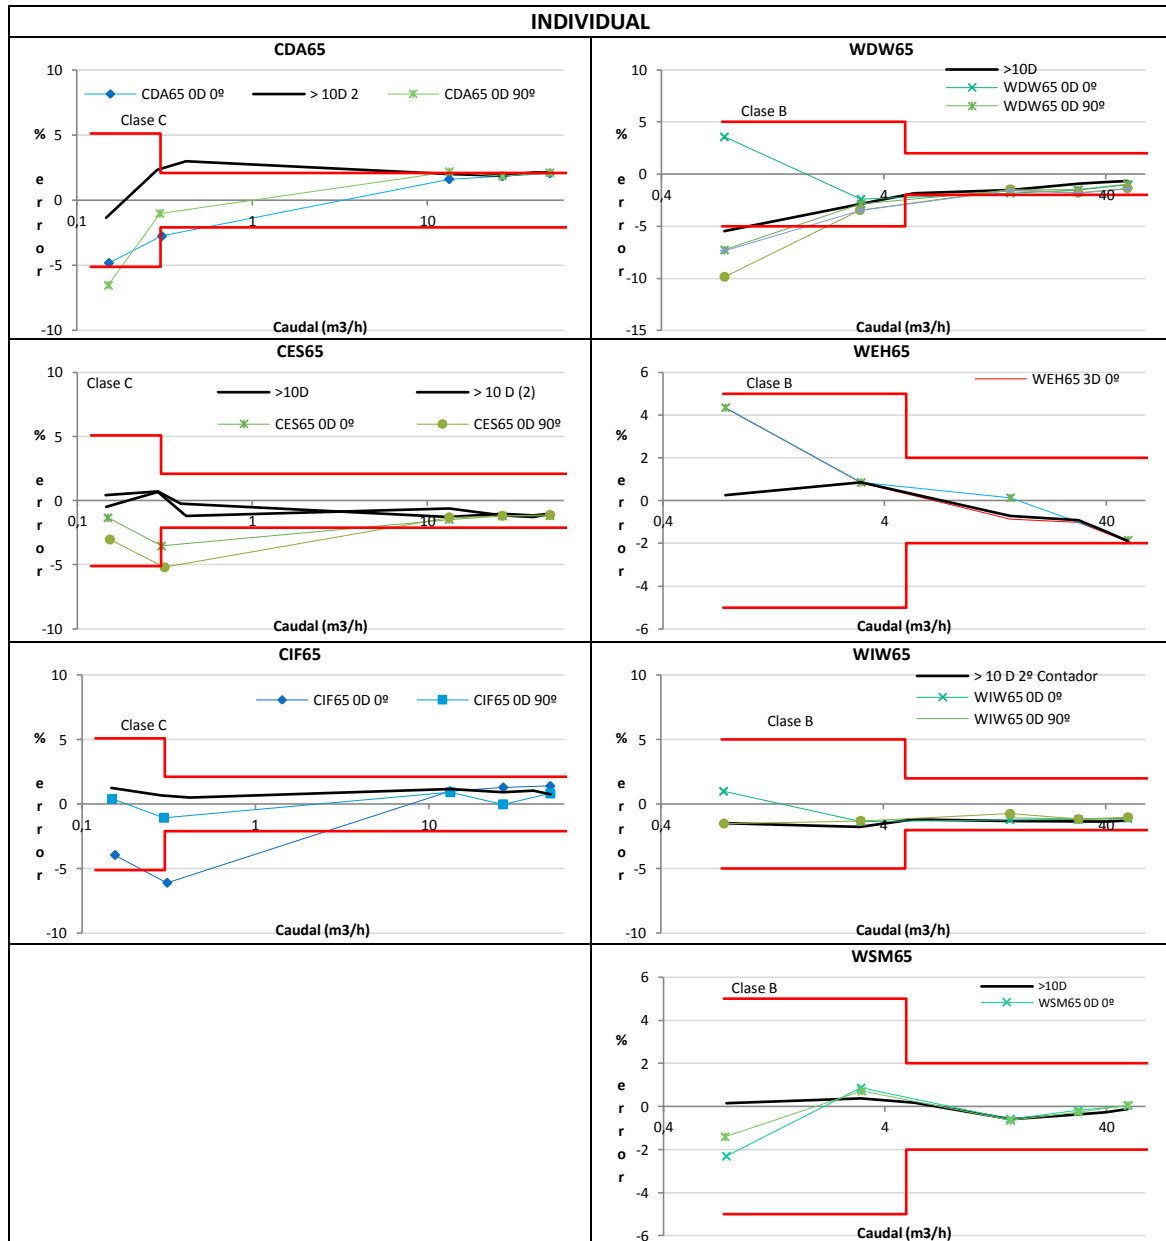 INDIVIDUAL
CDA65
10
5
0
-5
-10
% error
0,1
1
10
CDA65 0D 0º
> 10D 2
CDA65 0D 90º
Clase C
Caudal (m3/h)
WDW65
10
5
0
-5
-10
-15
% error
0,4
4
40
>10D
WDW65 0D 0º
WDW65 0D 90º
Clase B
Caudal (m3/h)
CES65
10
5
0
-5
-10
% error
0,1
1
10
Clase C
>10D
> 10 D (2)
CES65 0D 0º
CES65 0D 90º
Caudal (m3/h)
WEH65
6
4
2
0
-2
-4
-6
% error
0,4
4
40
Clase B
WEH65 3D 0º
Caudal (m3/h)
CIF65
10
5
0
-5
-10
% error
0,1
1
10
CIF65 0D 0º
CIF65 0D 90º
Clase C
Caudal (m3/h)
WIW65
10
5
0
-5
-10
% error
0,4
4
40
> 10 D 2º Contador
WIW65 0D 0º
WIW65 0D 90º
Clase B
Caudal (m3/h)
WSM65
6
4
2
0
-2
-4
-6
% error
0,4
4
40
Clase B
>10D
WSM65 0D 0º
Caudal (m3/h)